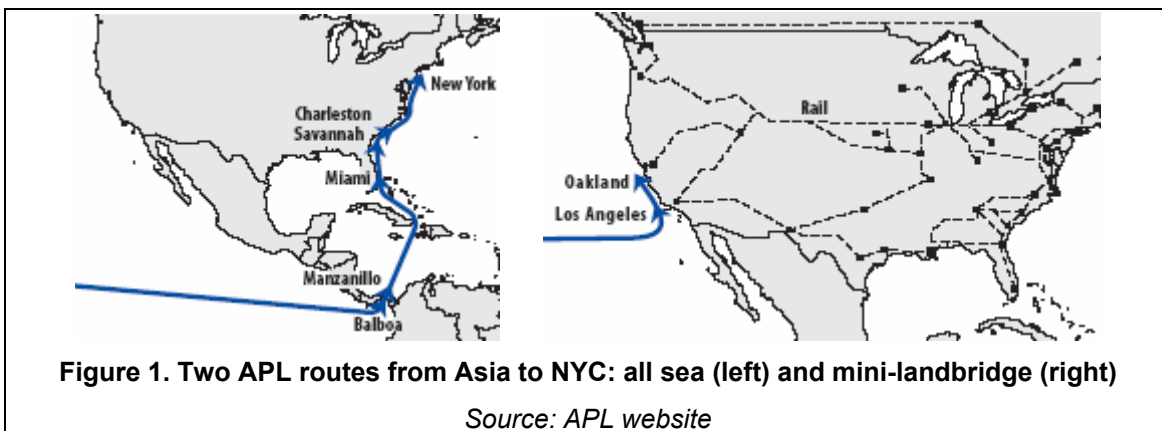 New York
Charleston
Savannah
Miami
Manzanillo
Balboa
Rail
Oakland
Los Angeles
Figure 1. Two APL routes from Asia to NYC: all sea (left) and mini-landbridge (right)
Source: APL website